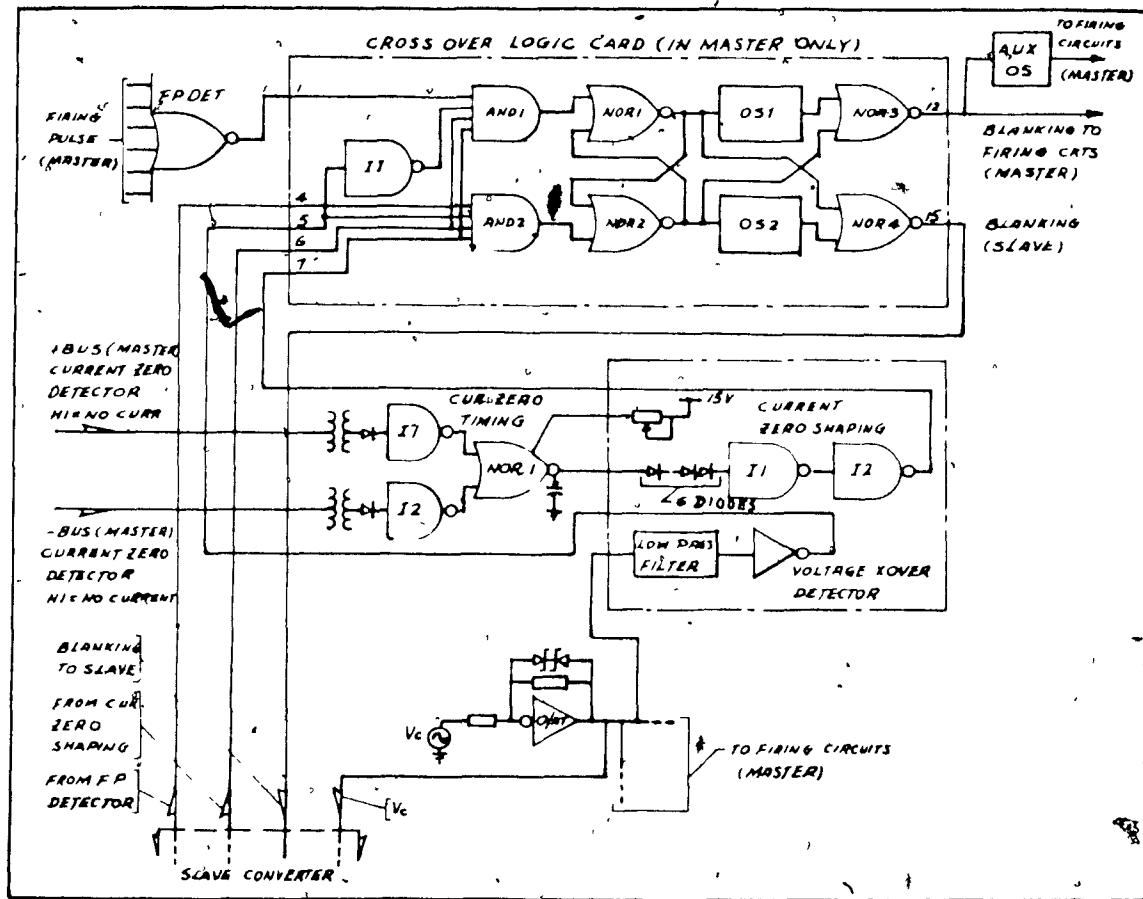 CROSS OVER LOGIC CARD (IN MASTER ONLY)
TO FIRING
CIRCUITS
(MASTER)
AUX
OS
FP DET
FIRING
PULSE
(MASTER)
1
I1
AND1
NOR1
OS1
NOR3
12
BLANKING TO
FIRING CKTS
(MASTER)
4
5
6
7
AND2
NOR2
OS2
NOR4
15
BLANKING
(SLAVE)
+BUS (MASTER)
CURRENT ZERO
DETECTOR
HI = NO CURR
CUR. ZERO
TIMING
15V
CURRENT
ZERO SHAPING
I7
NOR 1
I1
I2
I2
6 DIODES
-BUS (MASTER)
CURRENT ZERO
DETECTOR
HI = NO CURRENT
LOW PASS
FILTER
VOLTAGE XOVER
DETECTOR
BLANKING
TO SLAVE
FROM CUR.
ZERO
SHAPING
FROM F P
DETECTOR
Vc
Vc
TO FIRING CIRCUITS
(MASTER)
SLAVE CONVERTER